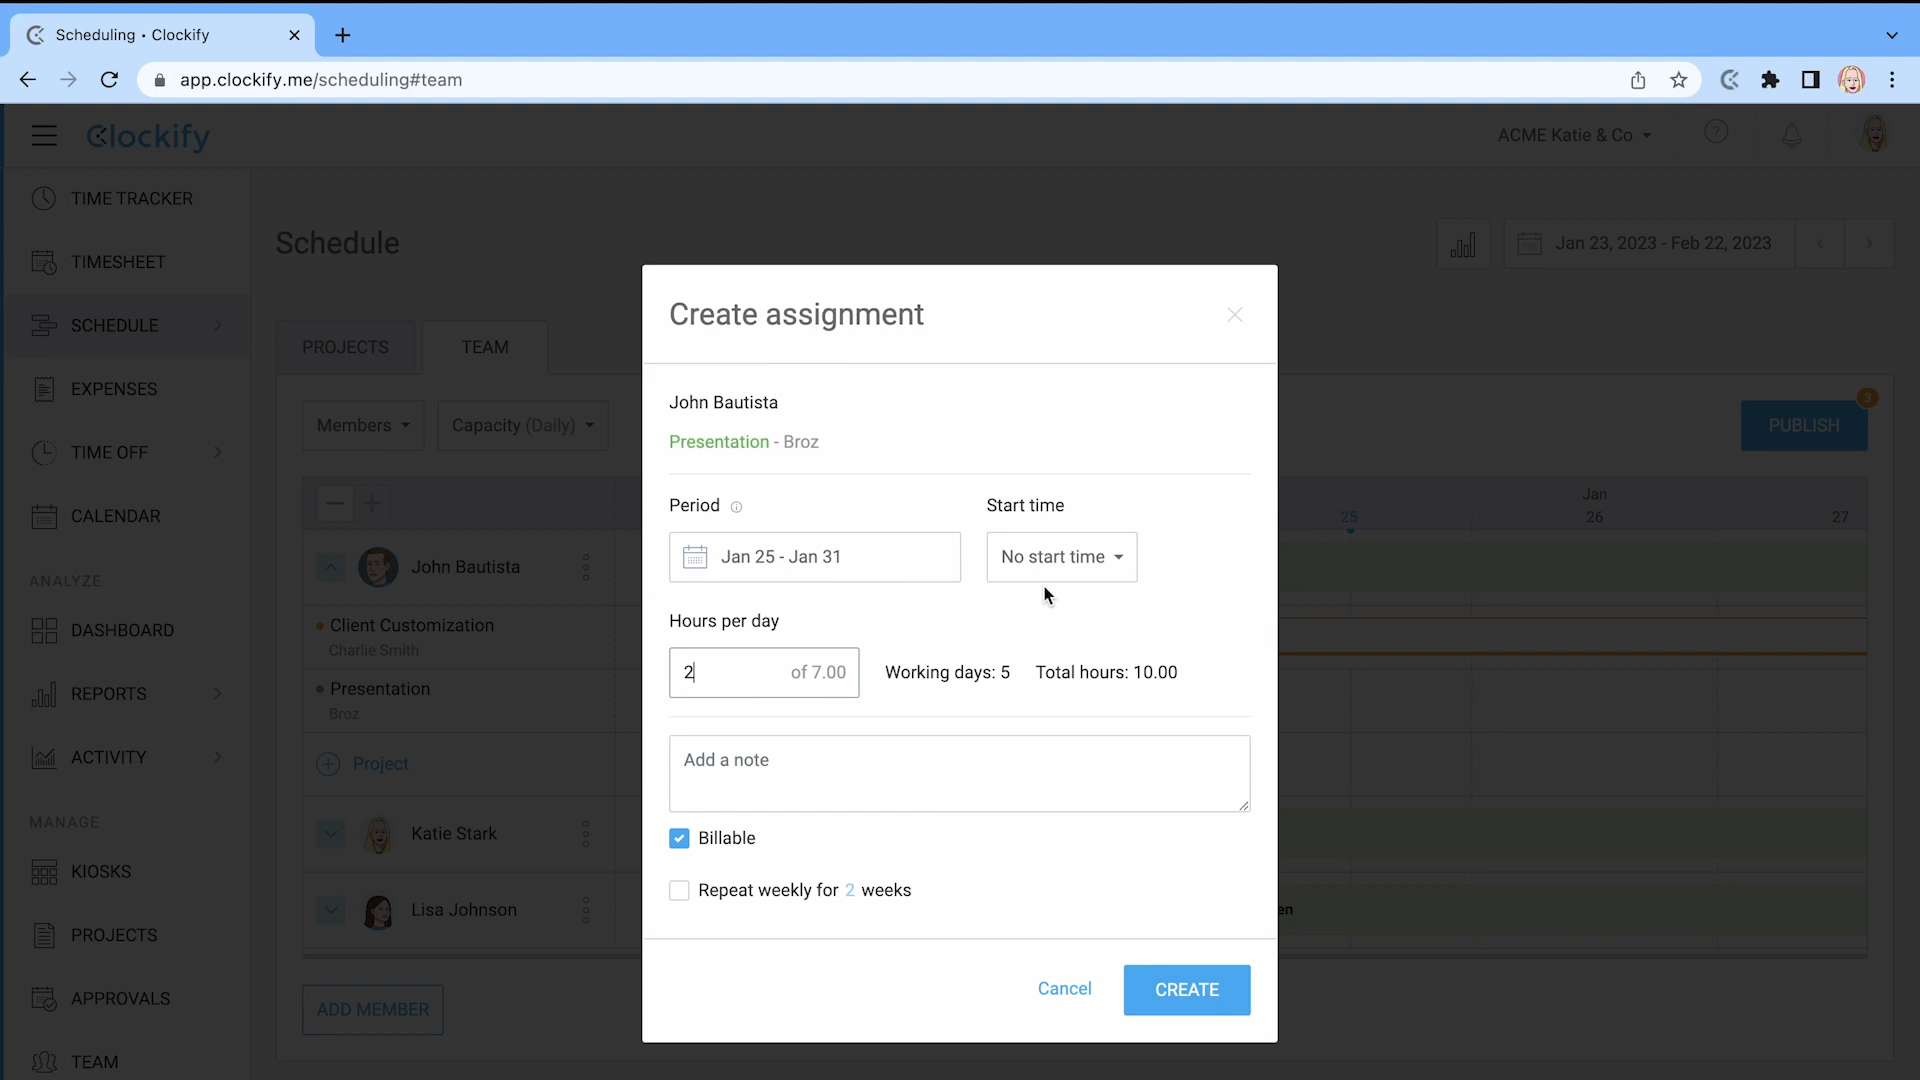 Scheduling • Clockify
app.clockify.me/scheduling#team
Clockify
ACME Katie & Co
TIME TRACKER
TIMESHEET
SCHEDULE
EXPENSES
TIME OFF
CALENDAR
ANALYZE
DASHBOARD
REPORTS
ACTIVITY
MANAGE
KIOSKS
PROJECTS
APPROVALS
TEAM
Schedule
Jan 23, 2023 - Feb 22, 2023
PROJECTS
TEAM
Members
Capacity (Daily)
3
PUBLISH
Jan
25
26
27
John Bautista
Client Customization
Charlie Smith
Presentation
Broz
Project
Katie Stark
Lisa Johnson
en
ADD MEMBER
Create assignment
John Bautista
Presentation - Broz
Period
Start time
Jan 25 - Jan 31
No start time
Hours per day
2 of 7.00
Working days: 5
Total hours: 10.00
Add a note
Billable
Repeat weekly for 2 weeks
Cancel
CREATE